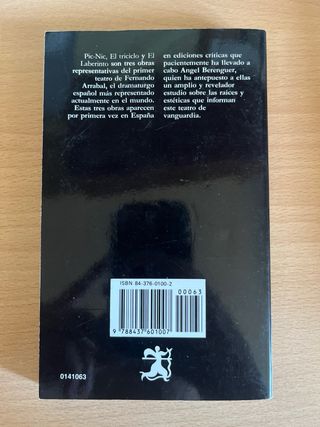 Pic-Nic, El triciclo y El
Laberinto son tres obras
representativas del primer
teatro de Fernando
Arrabal, el dramaturgo
español más representado
actualmente en el mundo.
Estas tres obras aparecen
por primera vez en España
en ediciones críticas que
pacientemente ha llevado a
cabo Angel Berenguer,
quien ha antepuesto a ellas
un amplio y revelador
estudio sobre las raíces y
estéticas que informan
este teatro de
vanguardia.
ISBN 84-376-0100-2
00063
9 788437 601007
0141063